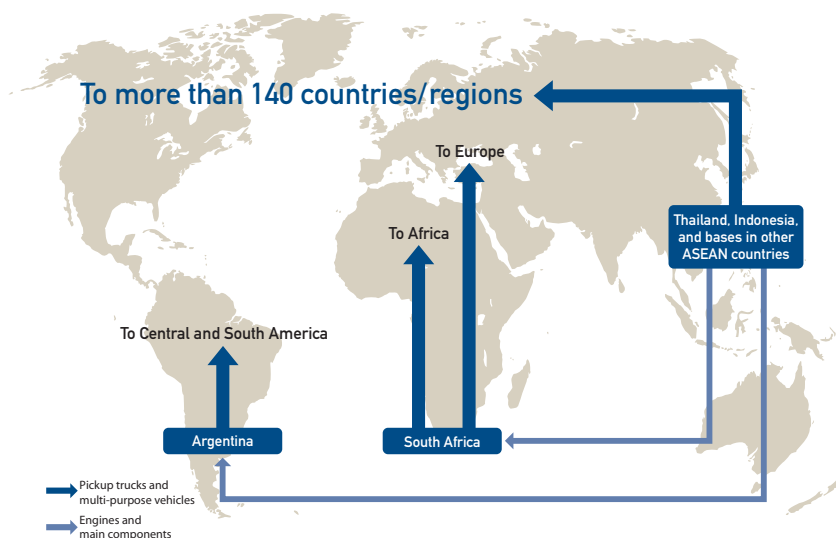 To more than 140 countries/regions
To Europe
To Africa
Thailand, Indonesia,
and bases in other
ASEAN countries
To Central and South America
Argentina
South Africa
Pickup trucks and
multi-purpose vehicles
Engines and
main components